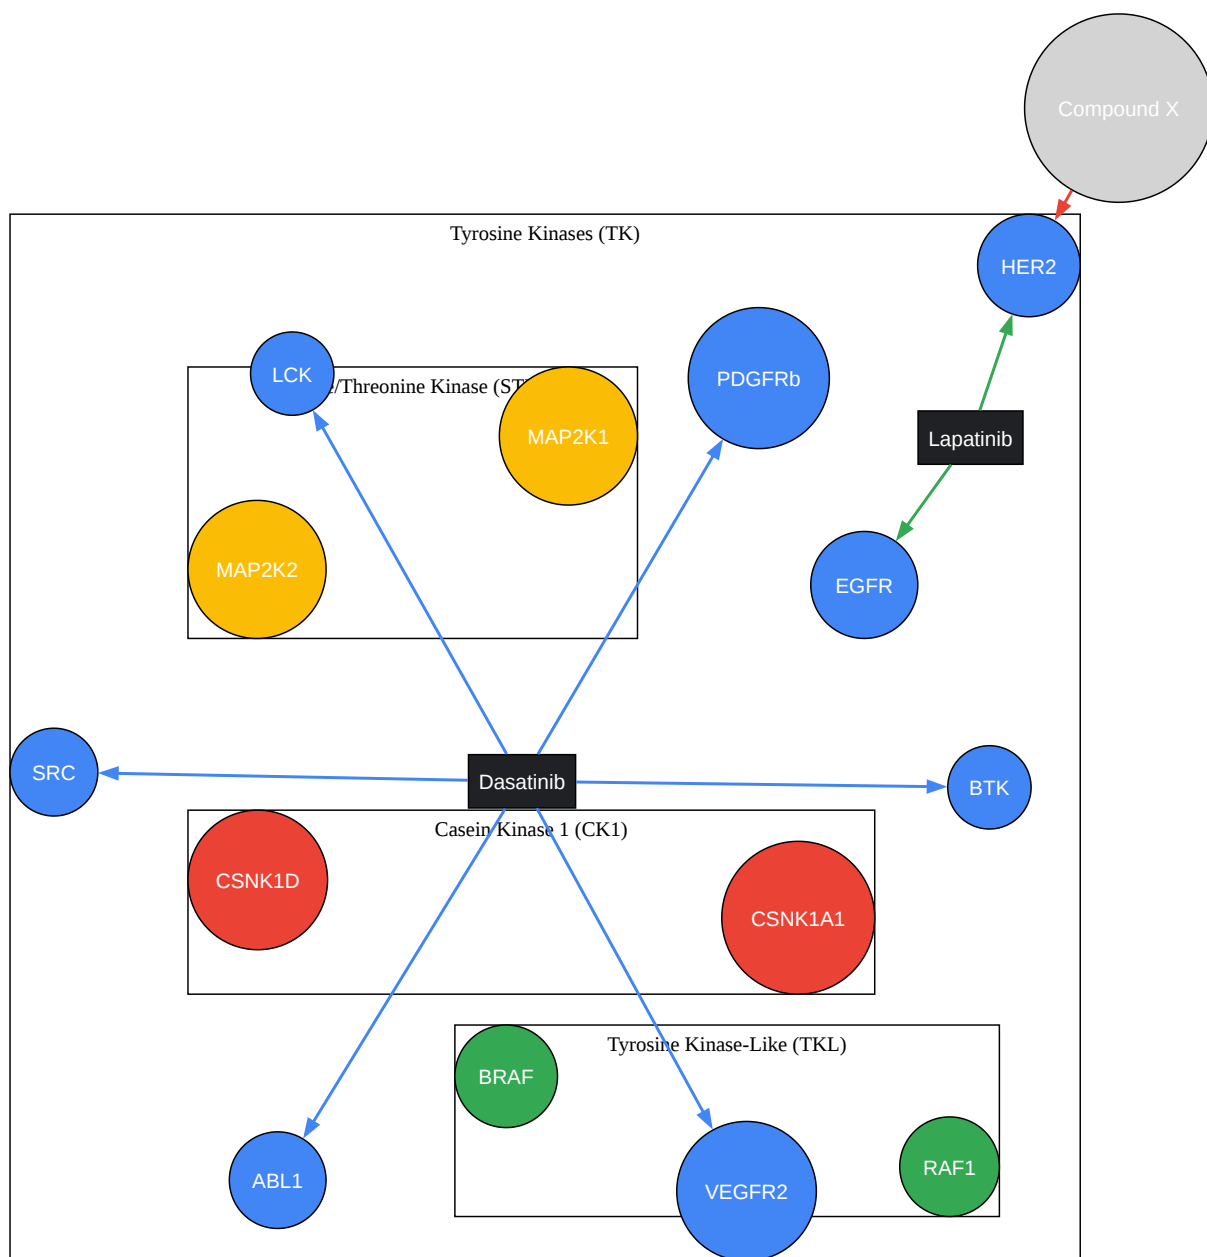 Compound X
Tyrosine Kinases (TK)
HER2
LCK
/Threonine Kinase (ST
PDGFRb
MAP2K1
Lapatinib
MAP2K2
EGFR
SRC
Dasatinib
BTK
Casein Kinase 1 (CK1)
CSNK1D
CSNK1A1
Tyrosine Kinase-Like (TKL)
BRAF
ABL1
VEGFR2
RAF1